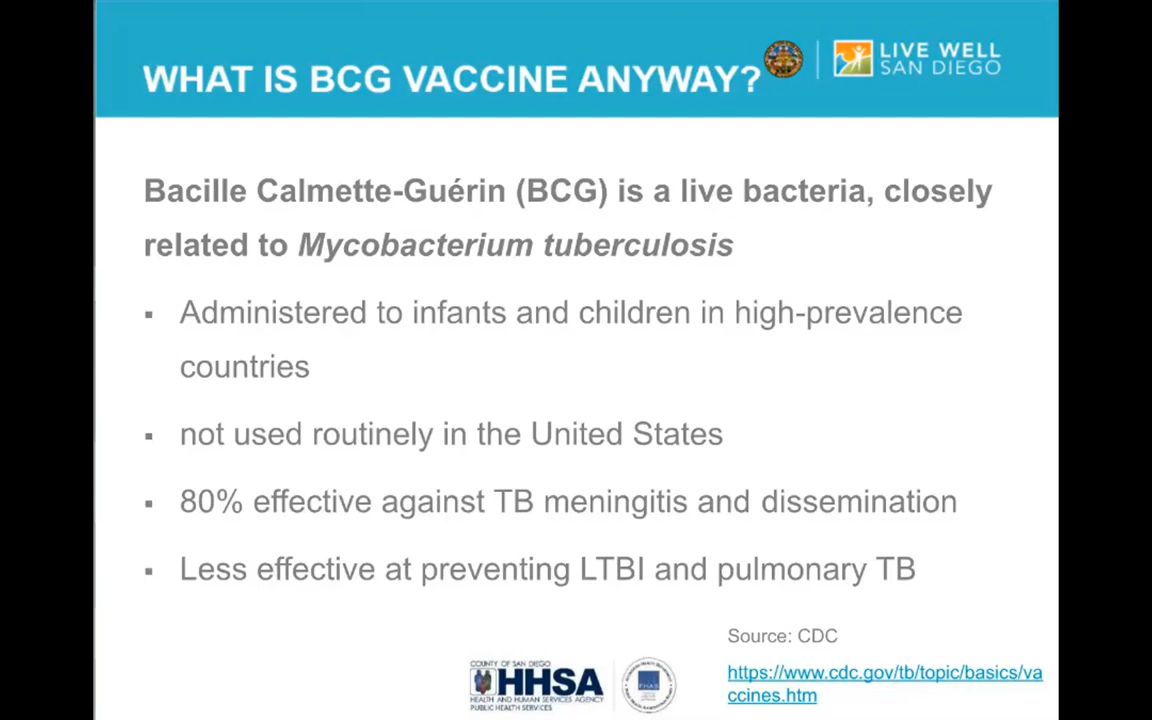 WHAT IS BCG VACCINE ANYWAY?
LIVE WELL
SAN DIEGO
Bacille Calmette-Guérin (BCG) is a live bacteria, closely
related to Mycobacterium tuberculosis
▪ Administered to infants and children in high-prevalence
countries
▪ not used routinely in the United States
▪ 80% effective against TB meningitis and dissemination
▪ Less effective at preventing LTBI and pulmonary TB
Source: CDC
https://www.cdc.gov/tb/topic/basics/va
ccines.htm
COUNTY OF SAN DIEGO
HHSA
HEALTH AND HUMAN SERVICES AGENCY
PUBLIC HEALTH SERVICES
PHAB